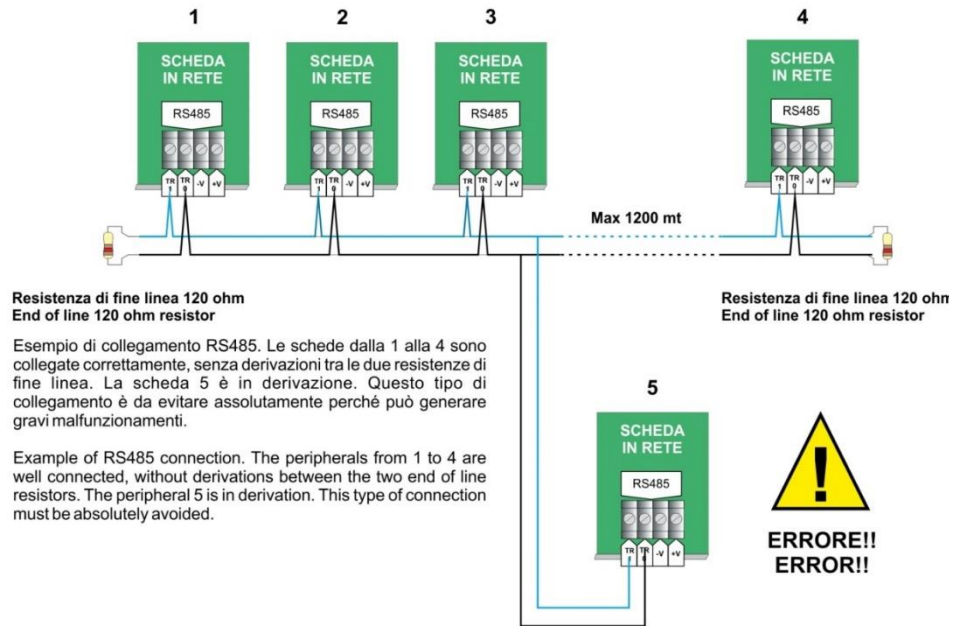 1
2
3
4
SCHEDA
IN RETE
SCHEDA
IN RETE
SCHEDA
IN RETE
SCHEDA
IN RETE
RS485
RS485
RS485
RS485
TR 1 TR 0 -V +V
TR 1 TR 0 -V +V
TR 1 TR 0 -V +V
TR 1 TR 0 -V +V
Max 1200 mt
Resistenza di fine linea 120 ohm
End of line 120 ohm resistor
Resistenza di fine linea 120 ohm
End of line 120 ohm resistor
Esempio di collegamento RS485. Le schede dalla 1 alla 4 sono
collegate correttamente, senza derivazioni tra le due resistenze di
fine linea. La scheda 5 è in derivazione. Questo tipo di
collegamento è da evitare assolutamente perché può generare
gravi malfunzionamenti.
Example of RS485 connection. The peripherals from 1 to 4 are
well connected, without derivations between the two end of line
resistors. The peripheral 5 is in derivation. This type of connection
must be absolutely avoided.
5
SCHEDA
IN RETE
RS485
TR TR -V +V
!
ERRORE!!
ERROR!!